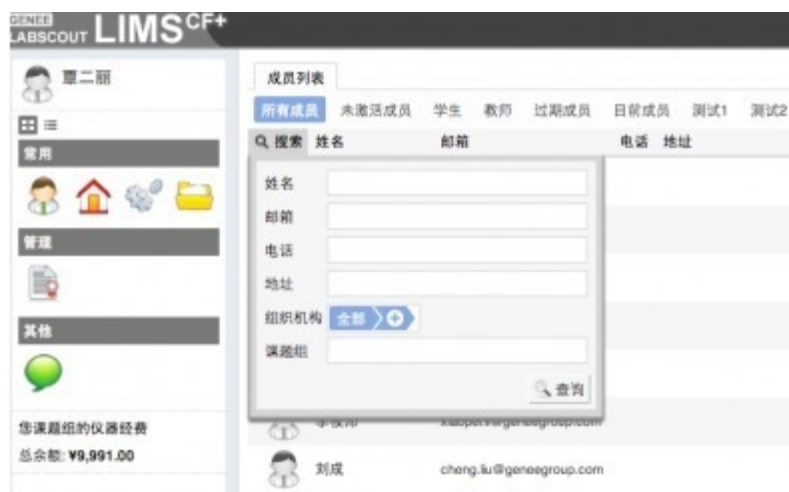 GENEE
LABSCOUT LIMS CF+
覃二丽
常用
管理
其他
您课题组的仪器经费
总余额: ¥9,991.00
成员列表
所有成员 未激活成员 学生 教师 过期成员 目前成员 测试1 测试2
搜索 姓名 邮箱 电话 地址
姓名
邮箱
电话
地址
组织机构 全部
课题组
查询
刘成 cheng.liu@geneegroup.com